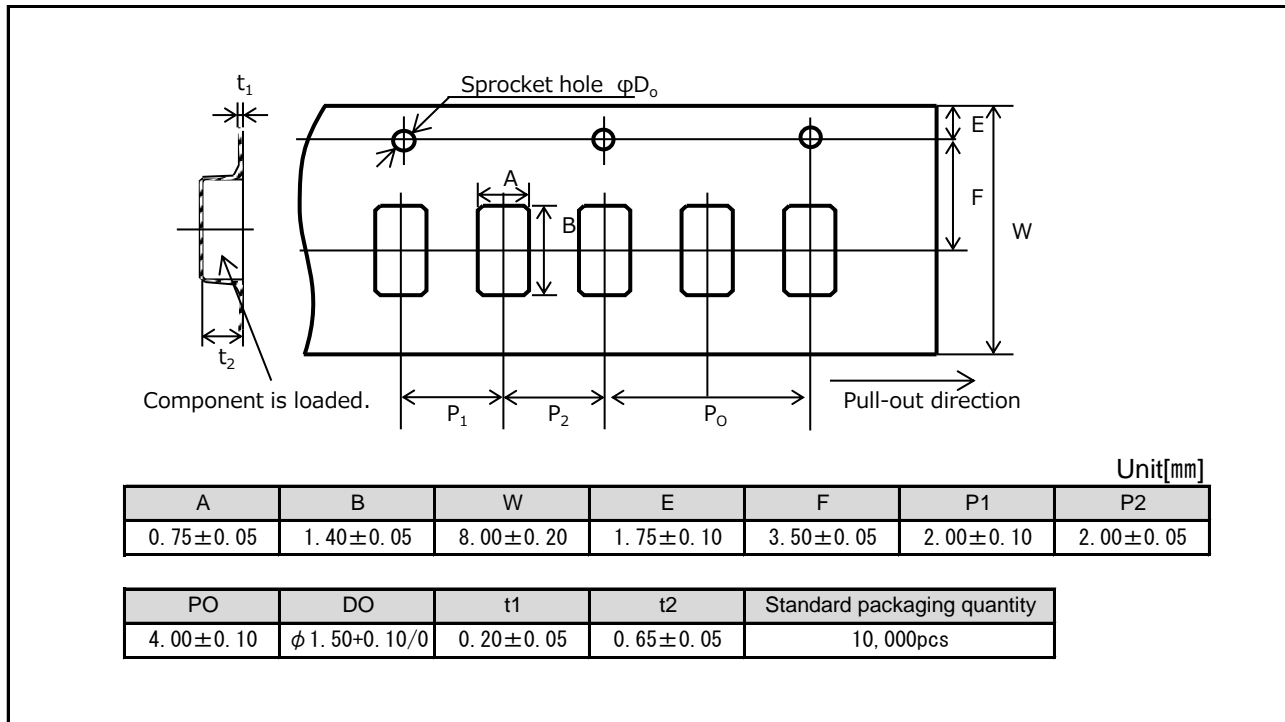 t1
Sprocket hole φDo
E
A
F
B
W
t2
Component is loaded.
P1
P2
PO
Pull-out direction
Unit[㎜]
A B W E F P1 P2
0.75±0.05 1.40±0.05 8.00±0.20 1.75±0.10 3.50±0.05 2.00±0.10 2.00±0.05
PO DO t1 t2 Standard packaging quantity
4.00±0.10 φ1.50+0.10/0 0.20±0.05 0.65±0.05 10,000pcs